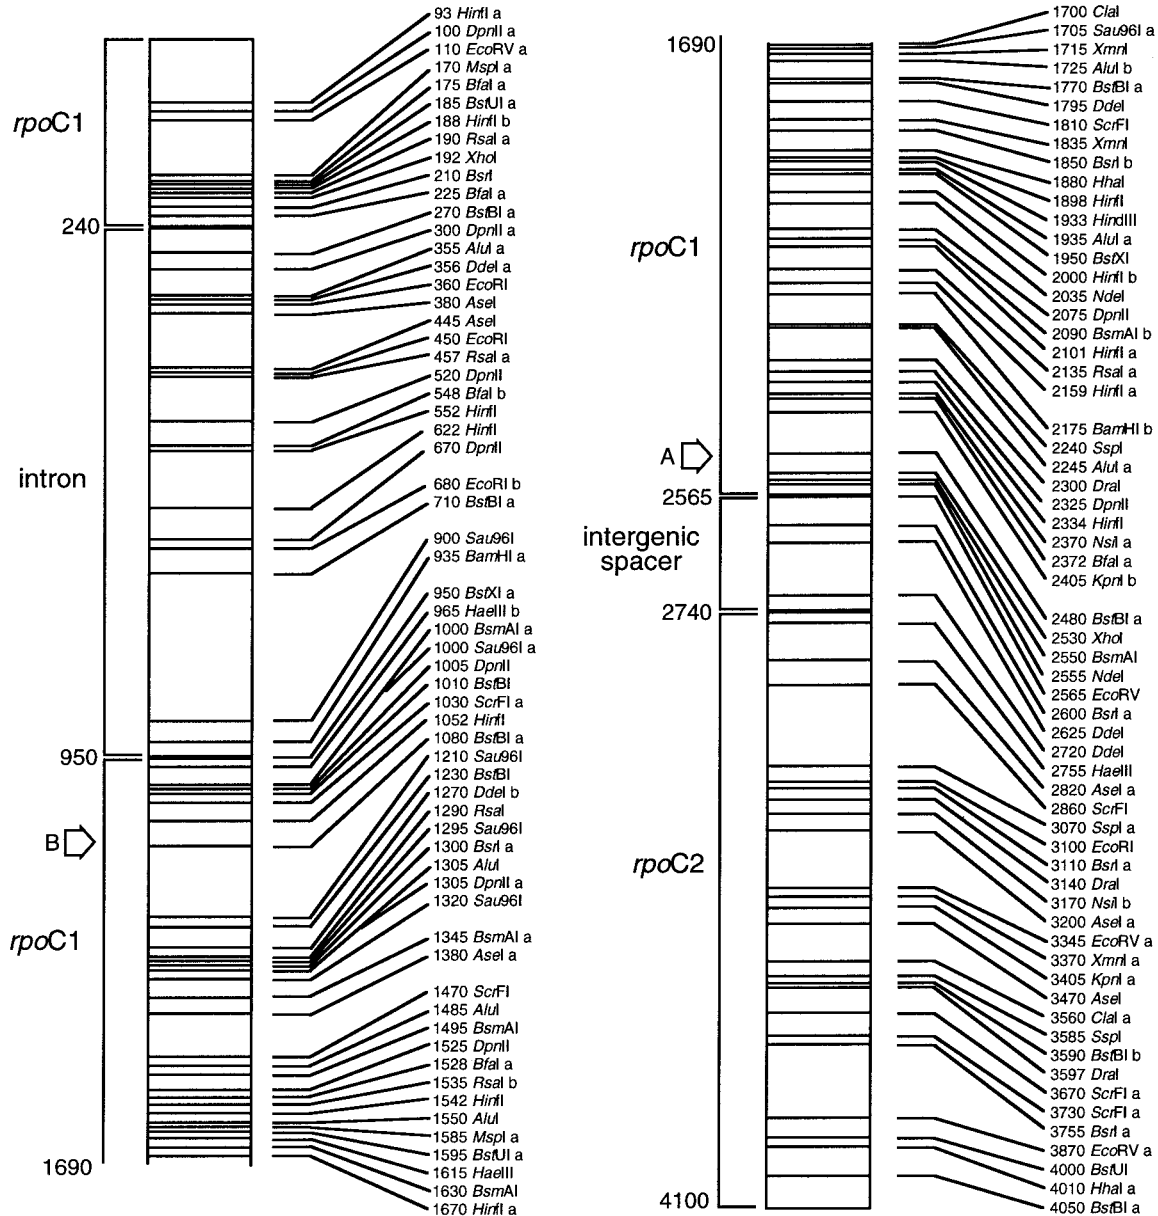 rpoC1
240
intron
950
B
rpoC1
1690
93 HinfI a
100 DpnII a
110 EcoRV a
170 MspI a
175 BfaI a
185 BstUI a
188 HinfI b
190 RsaI a
192 XhoI
210 BsrI
225 BfaI a
270 BstBI a
300 DpnII a
355 AluI a
356 DdeI a
360 EcoRI
380 AseI
445 AseI
450 EcoRI
457 RsaI a
520 DpnII
548 BfaI b
552 HinfI
622 HinfI
670 DpnII
680 EcoRI b
710 BstBI a
900 Sau96I
935 BamHI a
950 BstXI a
965 HaeIII b
1000 BsmAI a
1000 Sau96I a
1005 DpnII
1010 BstBI
1030 ScrFI a
1052 HinfI
1080 BstBI a
1210 Sau96I
1230 BstBI
1270 DdeI b
1290 RsaI
1295 Sau96I
1300 BsrI a
1305 AluI
1305 DpnII a
1320 Sau96I
1345 BsmAI a
1380 AseI a
1470 ScrFI
1485 AluI
1495 BsmAI
1525 DpnII
1528 BfaI a
1535 RsaI b
1542 HinfI
1550 AluI
1585 MspI a
1595 BstUI a
1615 HaeIII
1630 BsmAI
1670 HinfI a
1690
rpoC1
A
2565
intergenic
spacer
2740
rpoC2
4100
1700 ClaI
1705 Sau96I a
1715 XmnI
1725 AluI b
1770 BstBI a
1795 DdeI
1810 ScrFI
1835 XmnI
1850 BsrI b
1880 HhaI
1898 HinfI
1933 HindIII
1935 AluI a
1950 BstXI
2000 HinfI b
2035 NdeI
2075 DpnII
2090 BsmAI b
2101 HinfI a
2135 RsaI a
2159 HinfI a
2175 BamHI b
2240 SspI
2245 AluI a
2300 DraI
2325 DpnII
2334 HinfI
2370 NsiI a
2372 BfaI a
2405 KpnI b
2480 BstBI a
2530 XhoI
2550 BsmAI
2555 NdeI
2565 EcoRV
2600 BsrI a
2625 DdeI
2720 DdeI
2755 HaeIII
2820 AseI a
2860 ScrFI
3070 SspI a
3100 EcoRI
3110 BsrI a
3140 DraI
3170 NsiI b
3200 AseI a
3345 EcoRV a
3370 XmnI a
3405 KpnI a
3470 AseI
3560 ClaI a
3585 SspI
3590 BstBI b
3597 DraI
3670 ScrFI a
3730 ScrFI a
3755 BsrI a
3870 EcoRV a
4000 BstUI
4010 HhaI a
4050 BstBI a